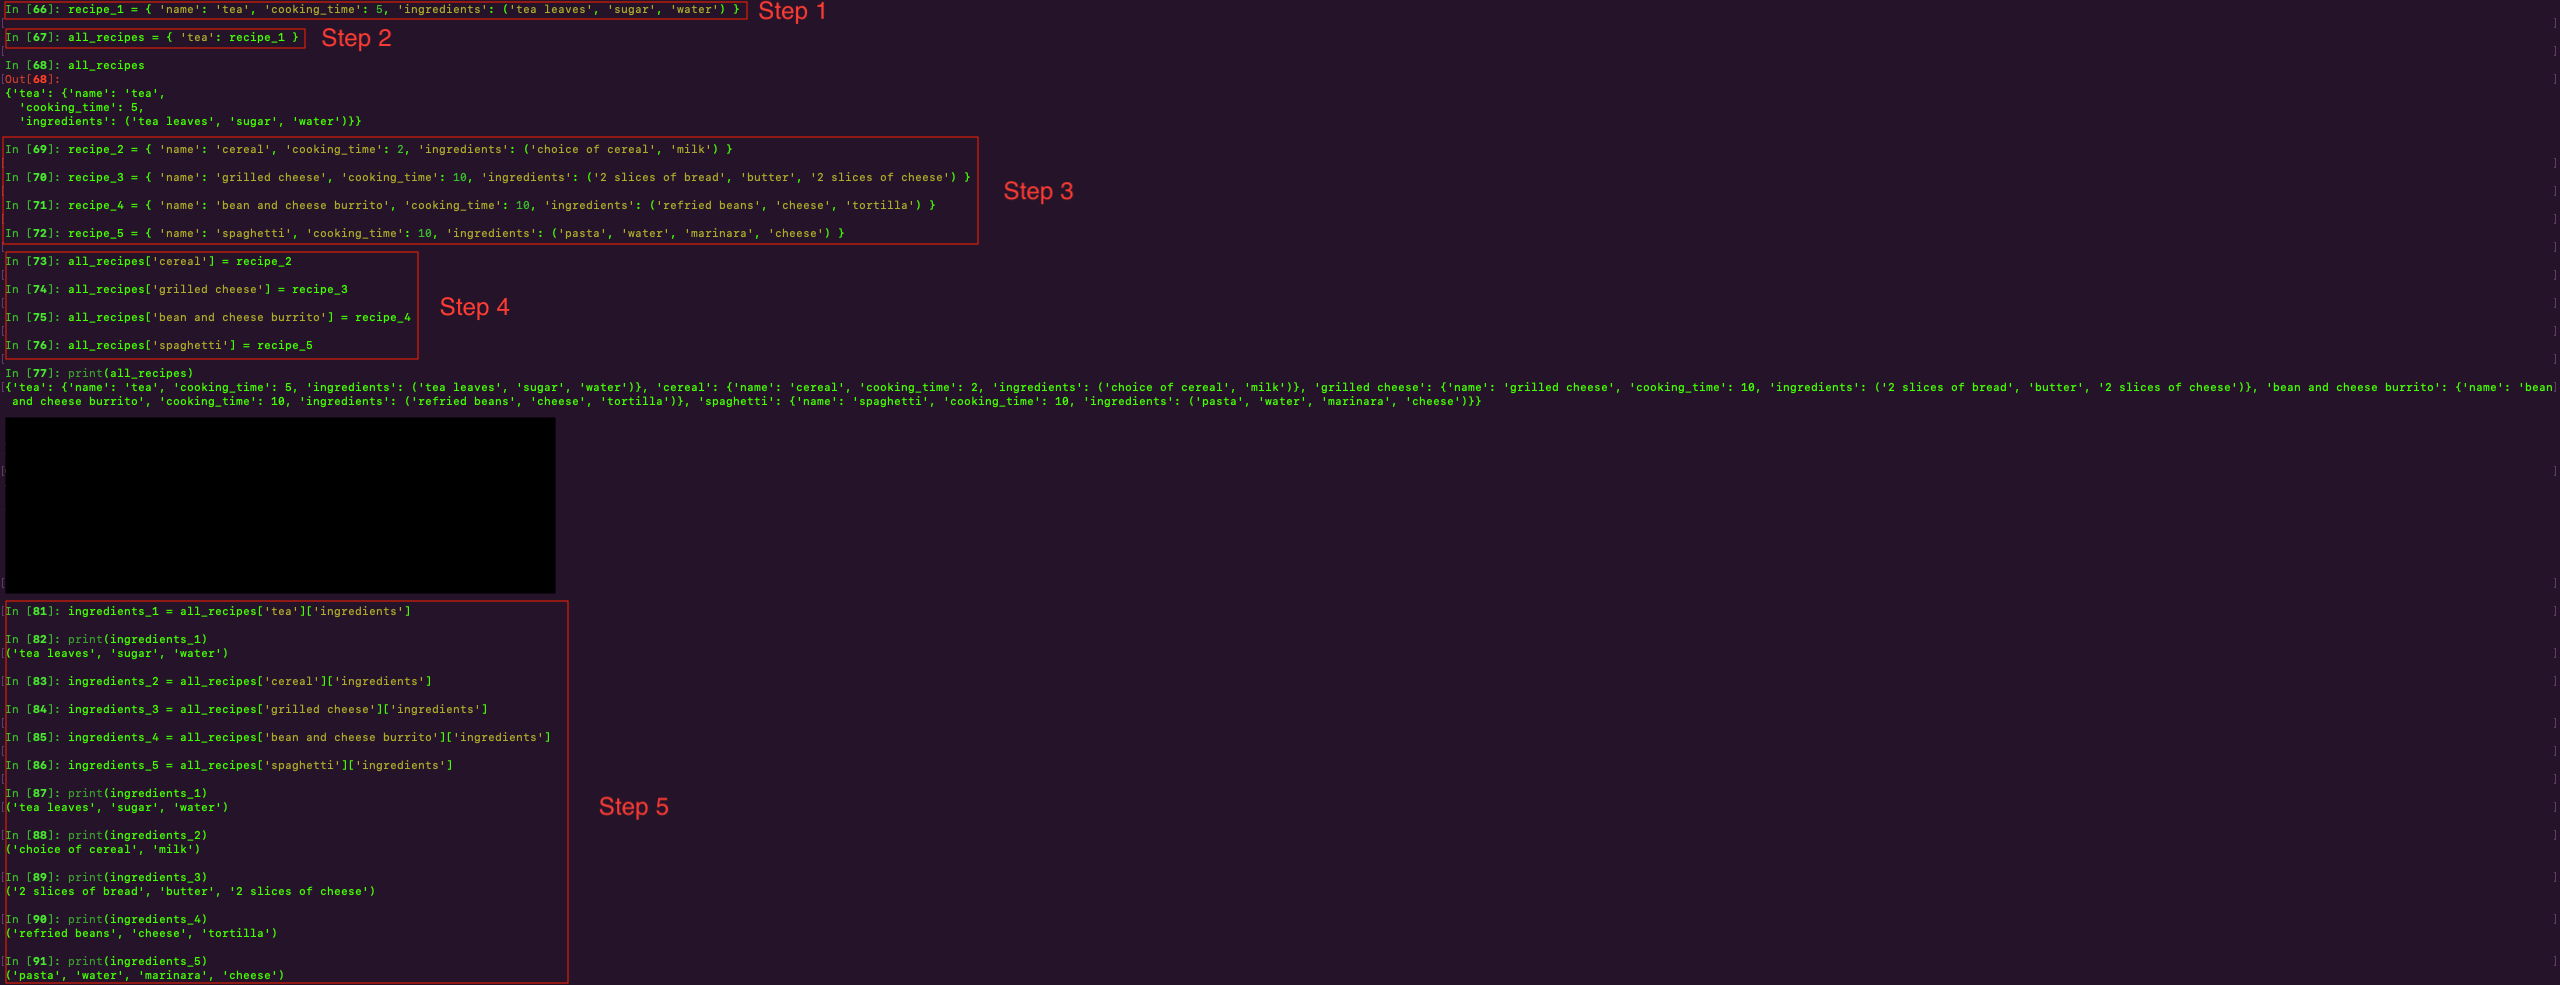 In [66]: recipe_1 = { 'name': 'tea', 'cooking_time': 5, 'ingredients': ('tea leaves', 'sugar', 'water') }
Step 1
In [67]: all_recipes = { 'tea': recipe_1 }
Step 2
In [68]: all_recipes
Out[68]:
{'tea': {'name': 'tea',
  'cooking_time': 5,
  'ingredients': ('tea leaves', 'sugar', 'water')}}
In [69]: recipe_2 = { 'name': 'cereal', 'cooking_time': 2, 'ingredients': ('choice of cereal', 'milk') }
In [70]: recipe_3 = { 'name': 'grilled cheese', 'cooking_time': 10, 'ingredients': ('2 slices of bread', 'butter', '2 slices of cheese') }
In [71]: recipe_4 = { 'name': 'bean and cheese burrito', 'cooking_time': 10, 'ingredients': ('refried beans', 'cheese', 'tortilla') }
In [72]: recipe_5 = { 'name': 'spaghetti', 'cooking_time': 10, 'ingredients': ('pasta', 'water', 'marinara', 'cheese') }
Step 3
In [73]: all_recipes['cereal'] = recipe_2
In [74]: all_recipes['grilled cheese'] = recipe_3
In [75]: all_recipes['bean and cheese burrito'] = recipe_4
In [76]: all_recipes['spaghetti'] = recipe_5
Step 4
In [77]: print(all_recipes)
{'tea': {'name': 'tea', 'cooking_time': 5, 'ingredients': ('tea leaves', 'sugar', 'water')}, 'cereal': {'name': 'cereal', 'cooking_time': 2, 'ingredients': ('choice of cereal', 'milk')}, 'grilled cheese': {'name': 'grilled cheese', 'cooking_time': 10, 'ingredients': ('2 slices of bread', 'butter', '2 slices of cheese')}, 'bean and cheese burrito': {'name': 'bean
 and cheese burrito', 'cooking_time': 10, 'ingredients': ('refried beans', 'cheese', 'tortilla')}, 'spaghetti': {'name': 'spaghetti', 'cooking_time': 10, 'ingredients': ('pasta', 'water', 'marinara', 'cheese')}}
In [81]: ingredients_1 = all_recipes['tea']['ingredients']
In [82]: print(ingredients_1)
('tea leaves', 'sugar', 'water')
In [83]: ingredients_2 = all_recipes['cereal']['ingredients']
In [84]: ingredients_3 = all_recipes['grilled cheese']['ingredients']
In [85]: ingredients_4 = all_recipes['bean and cheese burrito']['ingredients']
In [86]: ingredients_5 = all_recipes['spaghetti']['ingredients']
In [87]: print(ingredients_1)
('tea leaves', 'sugar', 'water')
In [88]: print(ingredients_2)
('choice of cereal', 'milk')
In [89]: print(ingredients_3)
('2 slices of bread', 'butter', '2 slices of cheese')
In [90]: print(ingredients_4)
('refried beans', 'cheese', 'tortilla')
In [91]: print(ingredients_5)
('pasta', 'water', 'marinara', 'cheese')
Step 5